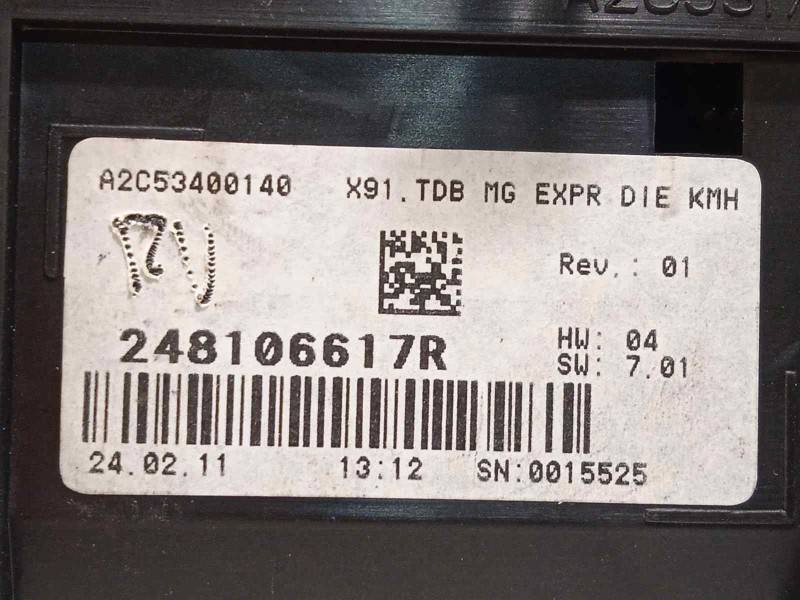 A2C53400140 X91.TDB MG EXPR DIE KMH
Rev.: 01
248106617R
HW: 04
SW: 7.01
24.02.11 13:12 SN:0015525